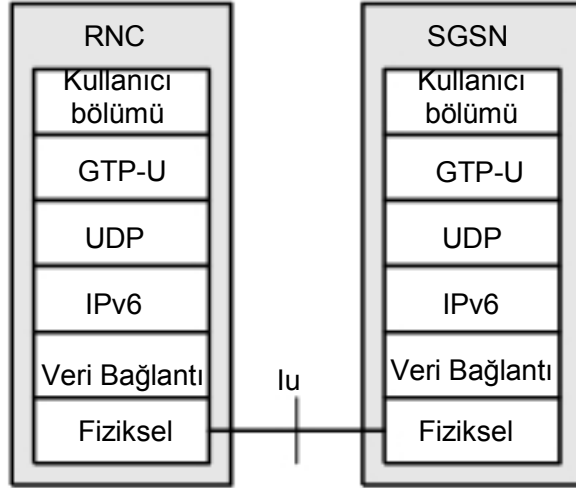 RNC
Kullanıcı
bölümü
GTP-U
UDP
IPv6
Veri Bağlantı
Fiziksel
Iu
SGSN
Kullanıcı
bölümü
GTP-U
UDP
IPv6
Veri Bağlantı
Fiziksel